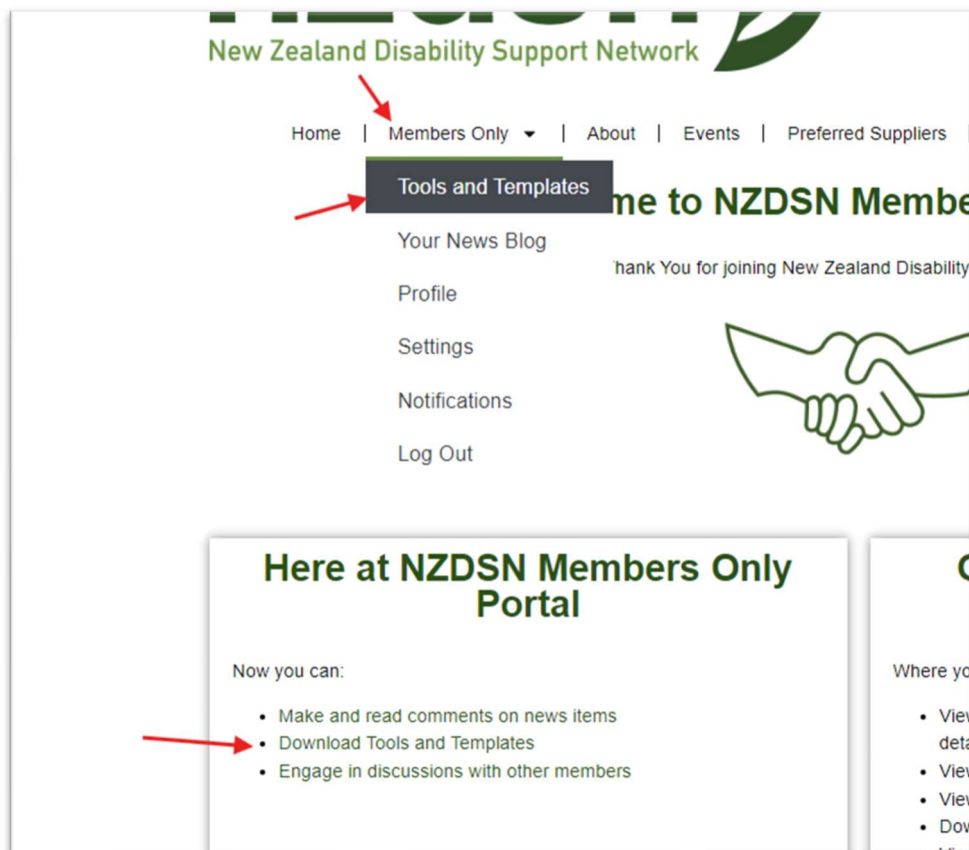 New Zealand Disability Support Network
Home | Members Only | About | Events | Preferred Suppliers |
Tools and Templates
me to NZDSN Membe
Your News Blog
hank You for joining New Zealand Disability
Profile
Settings
Notifications
Log Out
Here at NZDSN Members Only
Portal
Now you can:
• Make and read comments on news items
• Download Tools and Templates
• Engage in discussions with other members
Where yo
• View
deta
• View
• View
• Dow